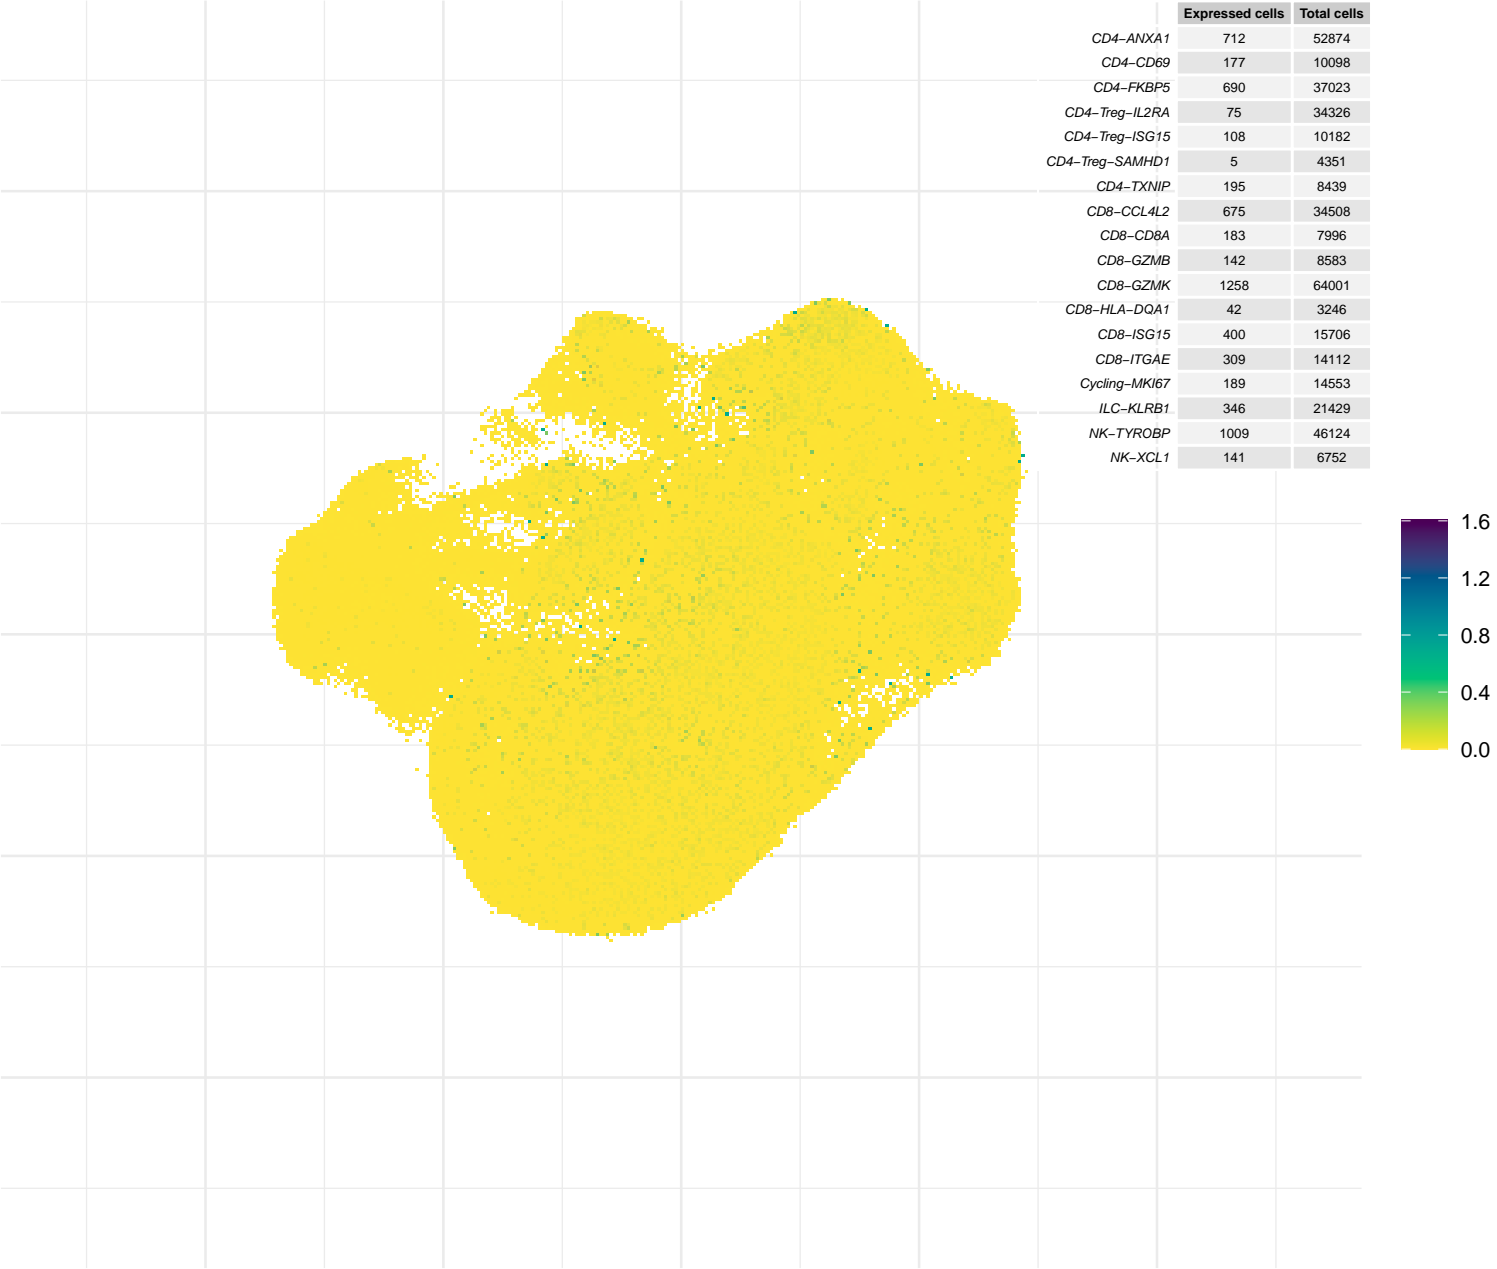 Expressed cells Total cells
CD4−ANXA1 712 52874
CD4−CD69 177 10098
CD4−FKBP5 690 37023
CD4−Treg−IL2RA 75 34326
CD4−Treg−ISG15 108 10182
CD4−Treg−SAMHD1 5 4351
CD4−TXNIP 195 8439
CD8−CCL4L2 675 34508
CD8−CD8A 183 7996
CD8−GZMB 142 8583
CD8−GZMK 1258 64001
CD8−HLA−DQA1 42 3246
CD8−ISG15 400 15706
CD8−ITGAE 309 14112
Cycling−MKI67 189 14553
ILC−KLRB1 346 21429
NK−TYROBP 1009 46124
NK−XCL1 141 6752
1.6
1.2
0.8
0.4
0.0